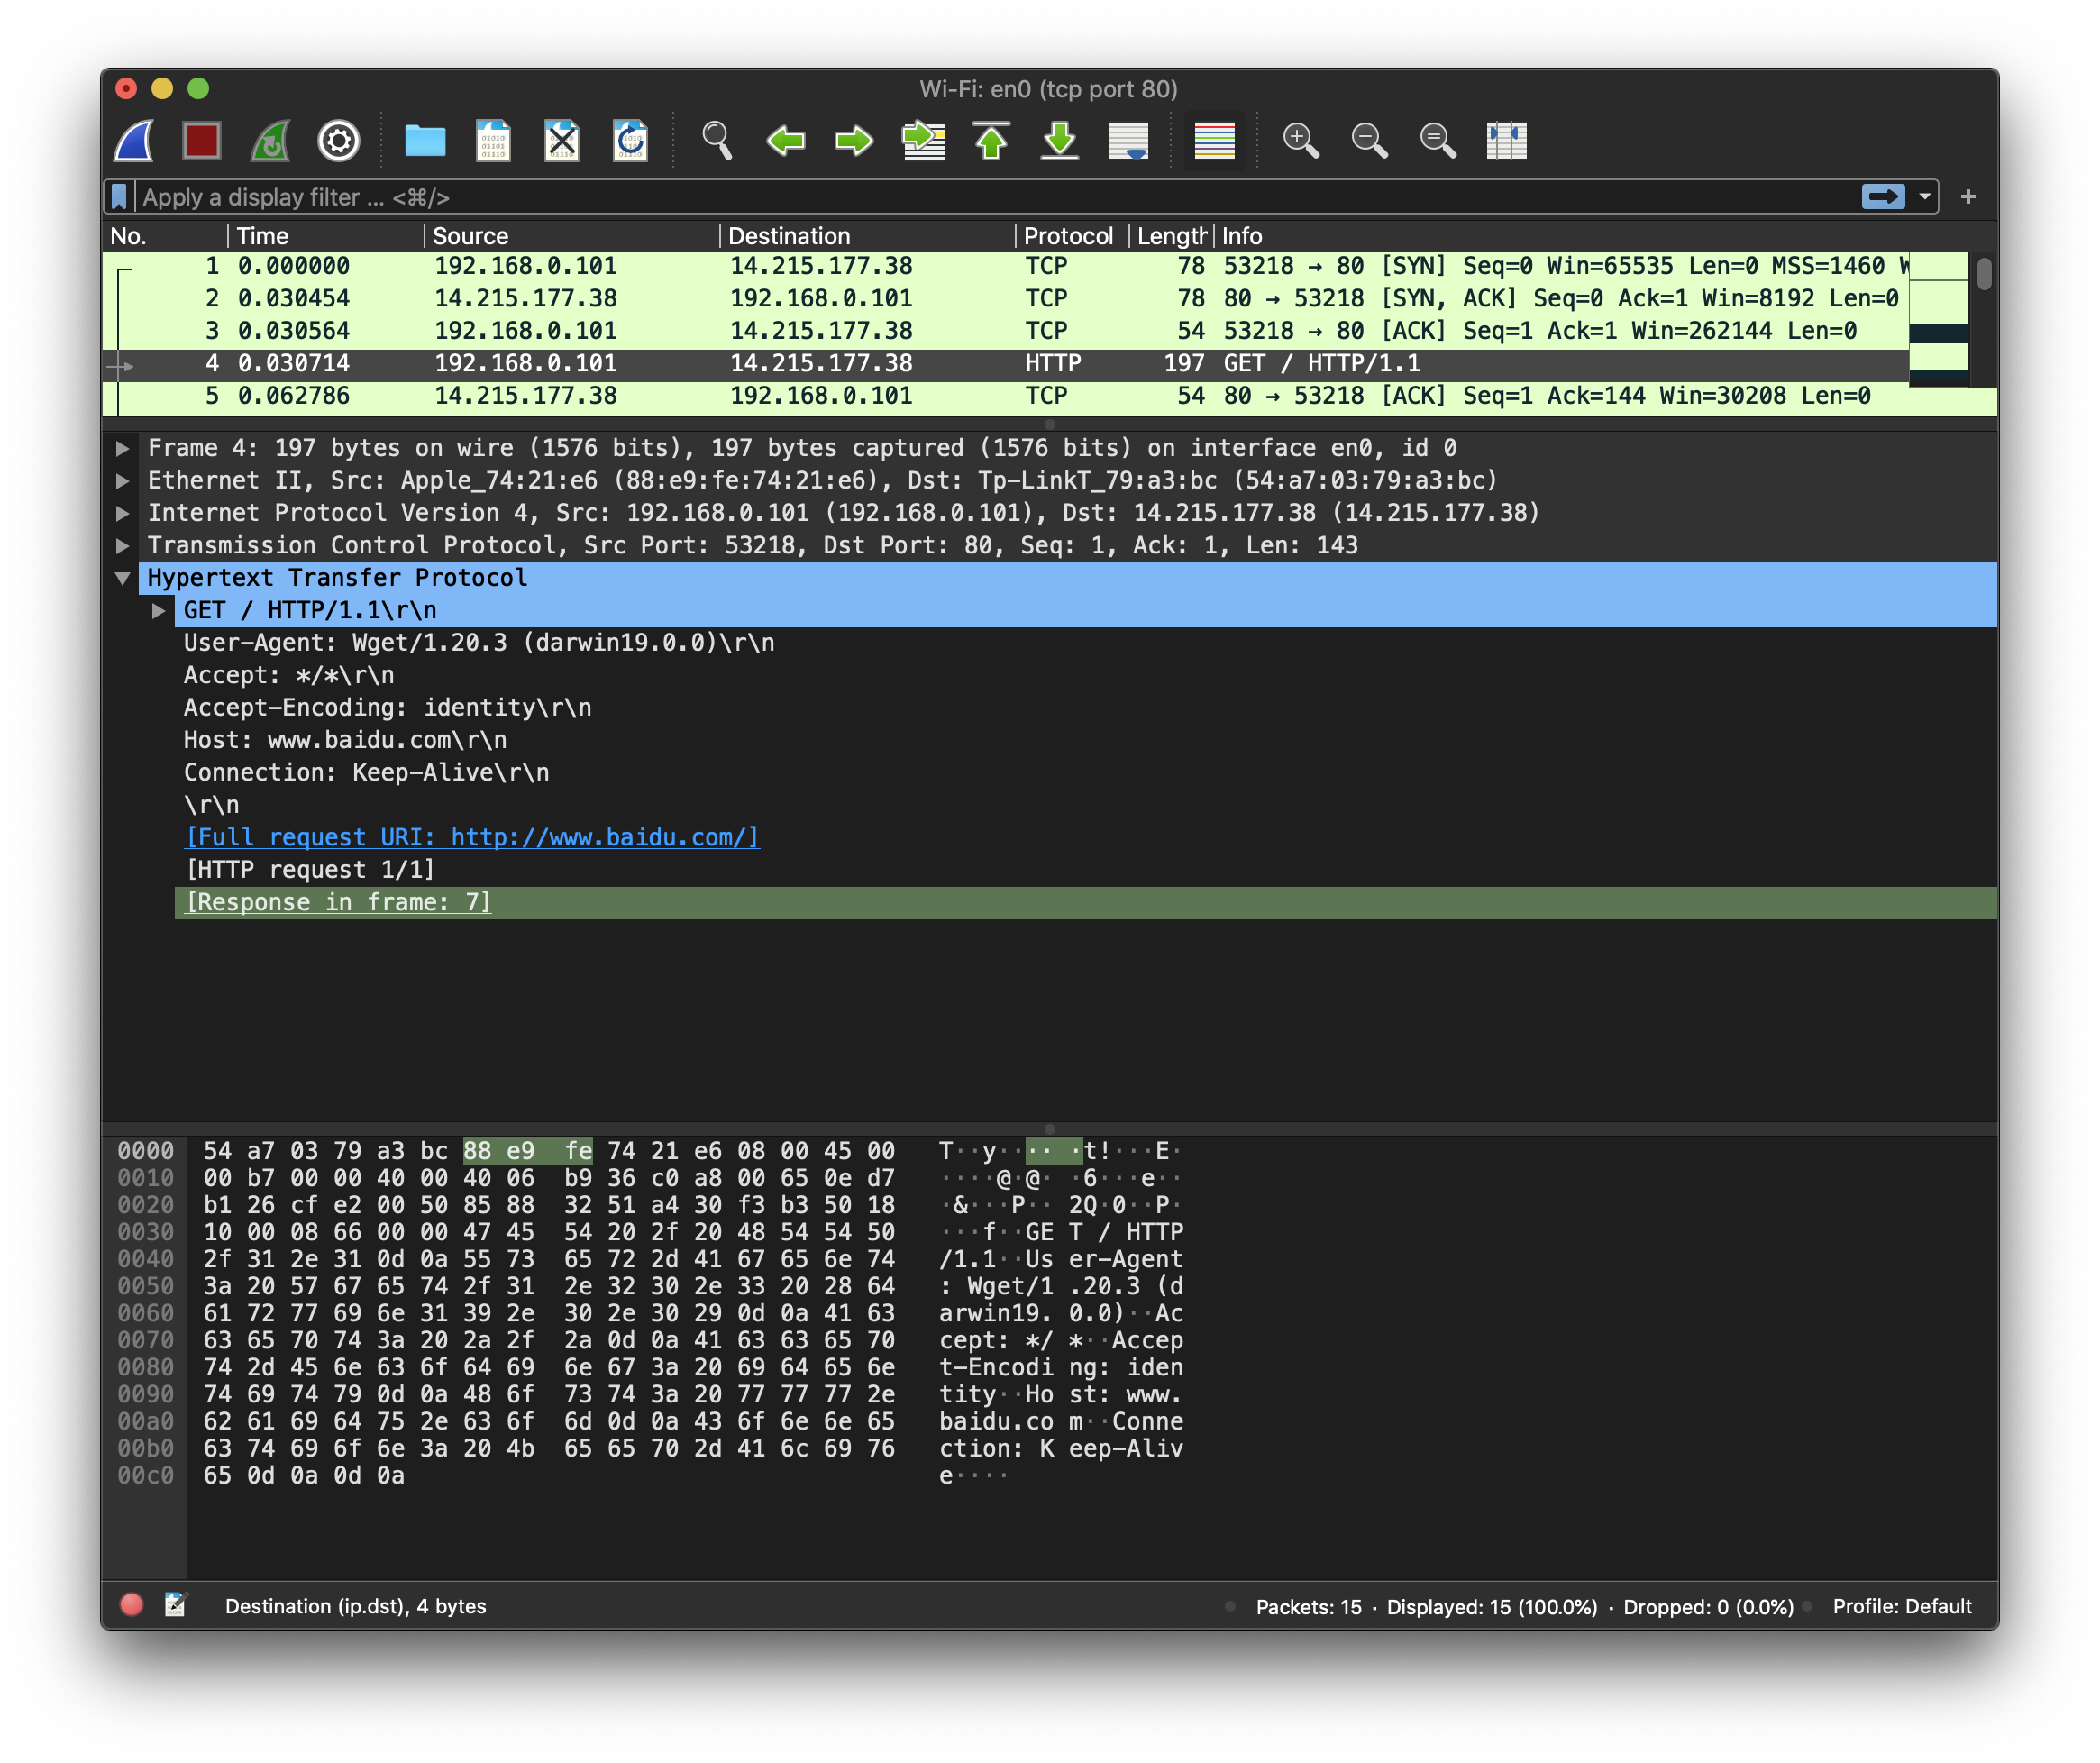 Wi-Fi: en0 (tcp port 80)
Apply a display filter ... <⌘/>
No. Time Source Destination Protocol Length Info
1 0.000000 192.168.0.101 14.215.177.38 TCP 78 53218 → 80 [SYN] Seq=0 Win=65535 Len=0 MSS=1460
2 0.030454 14.215.177.38 192.168.0.101 TCP 78 80 → 53218 [SYN, ACK] Seq=0 Ack=1 Win=8192 Len=0
3 0.030564 192.168.0.101 14.215.177.38 TCP 54 53218 → 80 [ACK] Seq=1 Ack=1 Win=262144 Len=0
4 0.030714 192.168.0.101 14.215.177.38 HTTP 197 GET / HTTP/1.1
5 0.062786 14.215.177.38 192.168.0.101 TCP 54 80 → 53218 [ACK] Seq=1 Ack=144 Win=30208 Len=0
Frame 4: 197 bytes on wire (1576 bits), 197 bytes captured (1576 bits) on interface en0, id 0
Ethernet II, Src: Apple_74:21:e6 (88:e9:fe:74:21:e6), Dst: Tp-LinkT_79:a3:bc (54:a7:03:79:a3:bc)
Internet Protocol Version 4, Src: 192.168.0.101 (192.168.0.101), Dst: 14.215.177.38 (14.215.177.38)
Transmission Control Protocol, Src Port: 53218, Dst Port: 80, Seq: 1, Ack: 1, Len: 143
Hypertext Transfer Protocol
GET / HTTP/1.1\r\n
User-Agent: Wget/1.20.3 (darwin19.0.0)\r\n
Accept: */*\r\n
Accept-Encoding: identity\r\n
Host: www.baidu.com\r\n
Connection: Keep-Alive\r\n
\r\n
[Full request URI: http://www.baidu.com/]
[HTTP request 1/1]
[Response in frame: 7]
0000 54 a7 03 79 a3 bc 88 e9 fe 74 21 e6 08 00 45 00 T··y···· ·t!···E·
0010 00 b7 00 00 40 00 40 06 b9 36 c0 a8 00 65 0e d7 ····@·@· ·6···e··
0020 b1 26 cf e2 00 50 85 88 32 51 a4 30 f3 b3 50 18 ·&···P·· 2Q·0··P·
0030 10 00 08 66 00 00 47 45 54 20 2f 20 48 54 54 50 ···f··GE T / HTTP
0040 2f 31 2e 31 0d 0a 55 73 65 72 2d 41 67 65 6e 74 /1.1··Us er-Agent
0050 3a 20 57 67 65 74 2f 31 2e 32 30 2e 33 20 28 64 : Wget/1 .20.3 (d
0060 61 72 77 69 6e 31 39 2e 30 2e 30 29 0d 0a 41 63 arwin19. 0.0)··Ac
0070 63 65 70 74 3a 20 2a 2f 2a 0d 0a 41 63 63 65 70 cept: */ *··Accep
0080 74 2d 45 6e 63 6f 64 69 6e 67 3a 20 69 64 65 6e t-Encodi ng: iden
0090 74 69 74 79 0d 0a 48 6f 73 74 3a 20 77 77 77 2e tity··Ho st: www.
00a0 62 61 69 64 75 2e 63 6f 6d 0d 0a 43 6f 6e 6e 65 baidu.co m··Conne
00b0 63 74 69 6f 6e 3a 20 4b 65 65 70 2d 41 6c 69 76 ction: K eep-Aliv
00c0 65 0d 0a 0d 0a e····
Destination (ip.dst), 4 bytes Packets: 15 · Displayed: 15 (100.0%) · Dropped: 0 (0.0%) Profile: Default